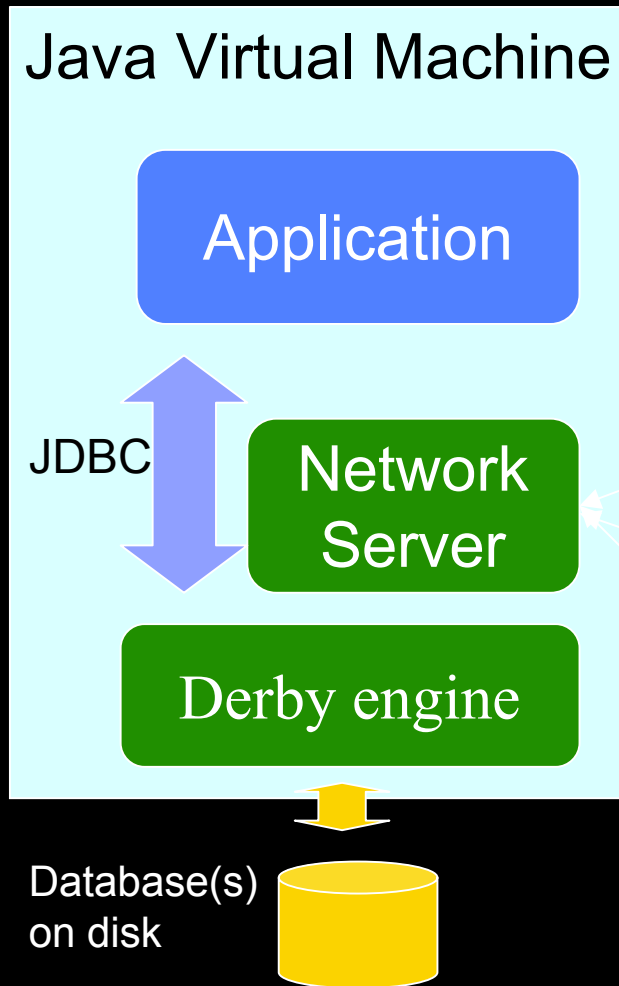 Java Virtual Machine
Application
JDBC
Network
Server
Derby engine
Database(s)
on disk